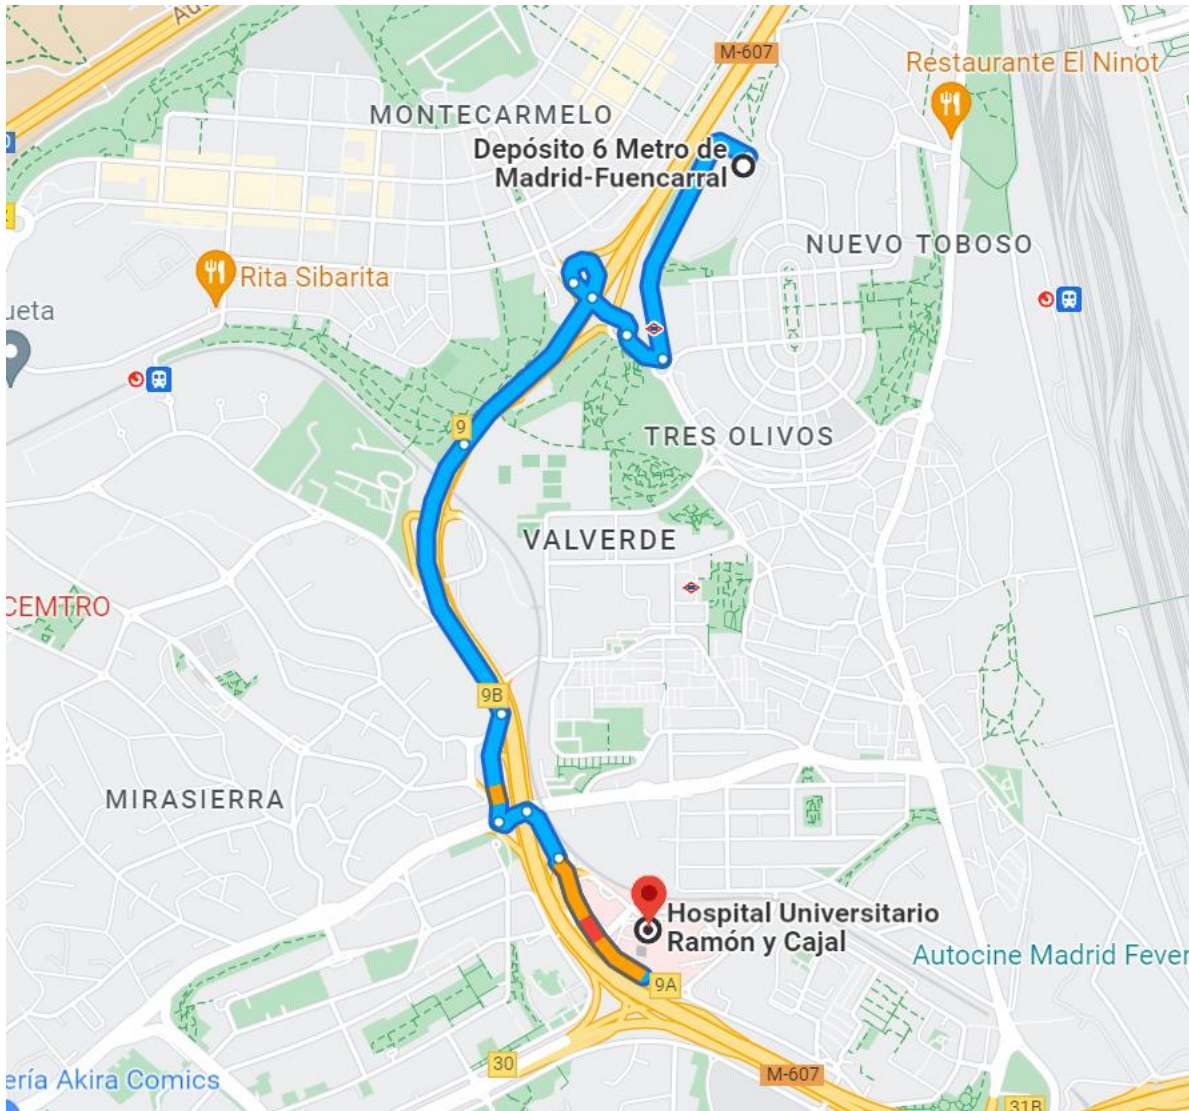 M-607
Restaurante El Ninot
MONTECARMELO
Depósito 6 Metro de
Madrid-Fuencarral
NUEVO TOBOSO
Rita Sibarita
ueta
9
TRES OLIVOS
VALVERDE
CEMTRO
9B
MIRASIERRA
Hospital Universitario
Ramón y Cajal
Autocine Madrid Fever
9A
30
M-607
ería Akira Comics
31B